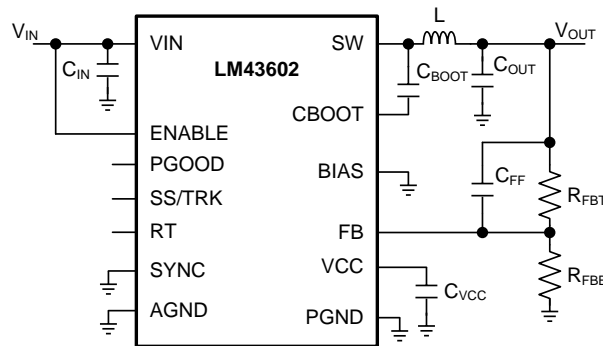 VIN
VOUT
L
VIN
SW
CIN
LM43602
CBOOT
COUT
CBOOT
ENABLE
PGOOD
BIAS
SS/TRK
CFF
RFBT
RT
FB
SYNC
VCC
RFBB
CVCC
AGND
PGND